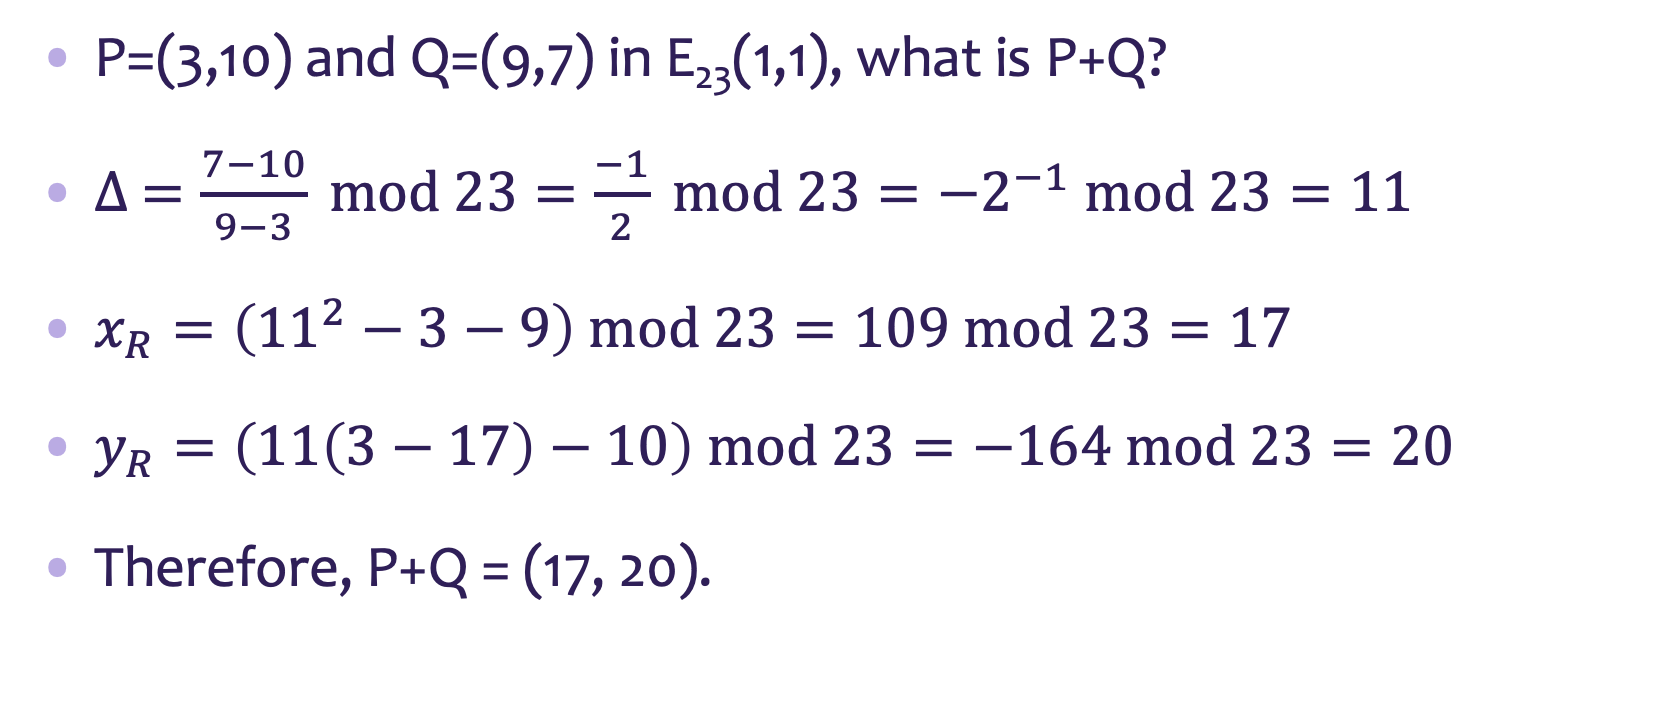 • P=(3,10) and Q=(9,7) in E₂₃(1,1), what is P+Q?
• Δ = (7−10)/(9−3) mod 23 = (−1)/2 mod 23 = −2⁻¹ mod 23 = 11
• x_R = (11² − 3 − 9) mod 23 = 109 mod 23 = 17
• y_R = (11(3 − 17) − 10) mod 23 = −164 mod 23 = 20
• Therefore, P+Q = (17, 20).